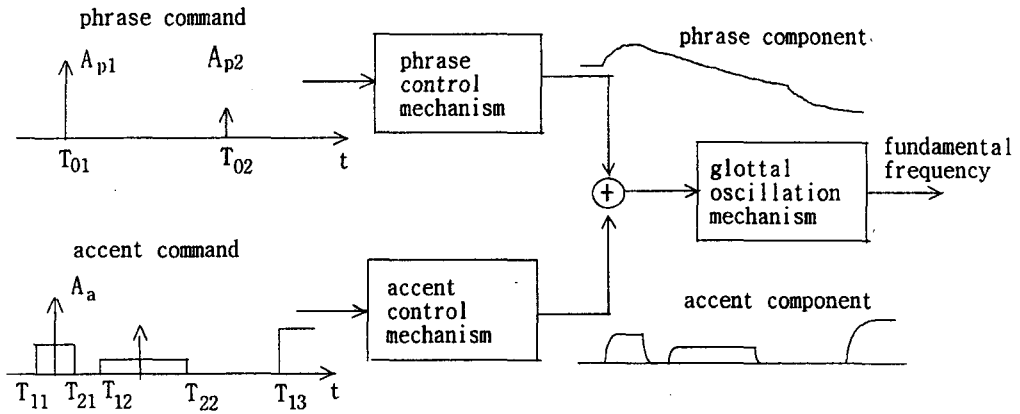 phrase command
A_p1
A_p2
T_01
T_02
t
phrase
control
mechanism
phrase component
+
glottal
oscillation
mechanism
fundamental
frequency
accent command
A_a
T_11
T_21
T_12
T_22
T_13
t
accent
control
mechanism
accent component